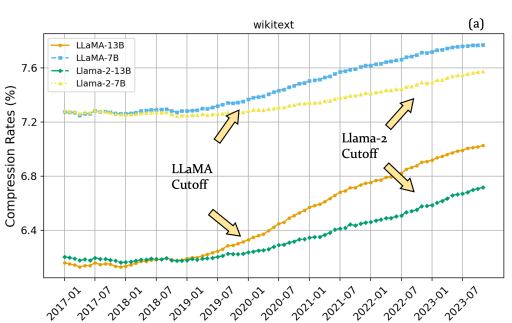 wikitext
(a)
LLaMA-13B
LLaMA-7B
Llama-2-13B
Llama-2-7B
Compression Rates (%)
7.6
7.2
6.8
6.4
LLaMA
Cutoff
Llama-2
Cutoff
2017-01
2017-07
2018-01
2018-07
2019-01
2019-07
2020-01
2020-07
2021-01
2021-07
2022-01
2022-07
2023-01
2023-07